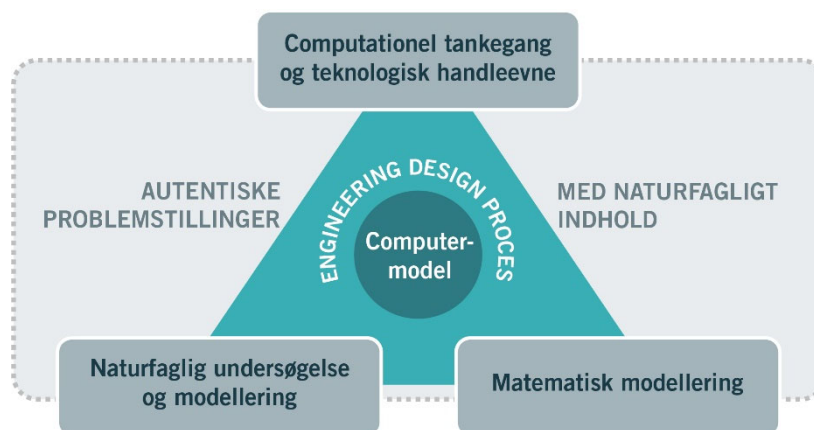 Computationel tankegang
og teknologisk handleevne
AUTENTISKE
PROBLEMSTILLINGER
ENGINEERING DESIGN PROCES
Computer-
model
MED NATURFAGLIGT
INDHOLD
Naturfaglig undersøgelse
og modellering
Matematisk modellering